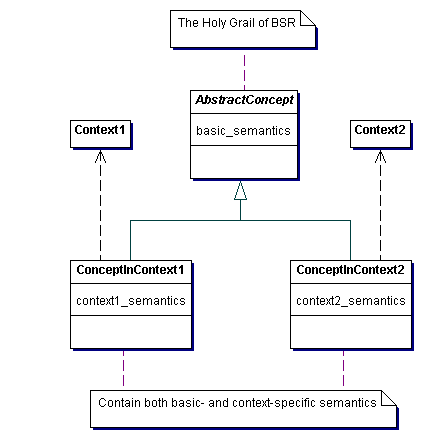 The Holy Grail of BSR
AbstractConcept
basic_semantics
Context1
Context2
ConceptInContext1
context1_semantics
ConceptInContext2
context2_semantics
Contain both basic- and context-specific semantics